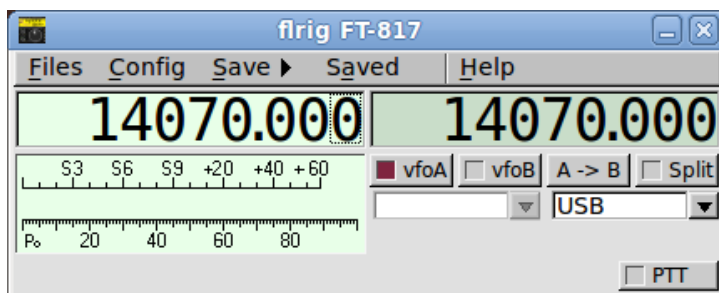 flrig FT-817
Files Config Save Saved Help
14070.000 14070.000
S3 S6 S9 +20 +40 +60
vfoA vfoB A -> B Split
USB
Po 20 40 60 80
PTT